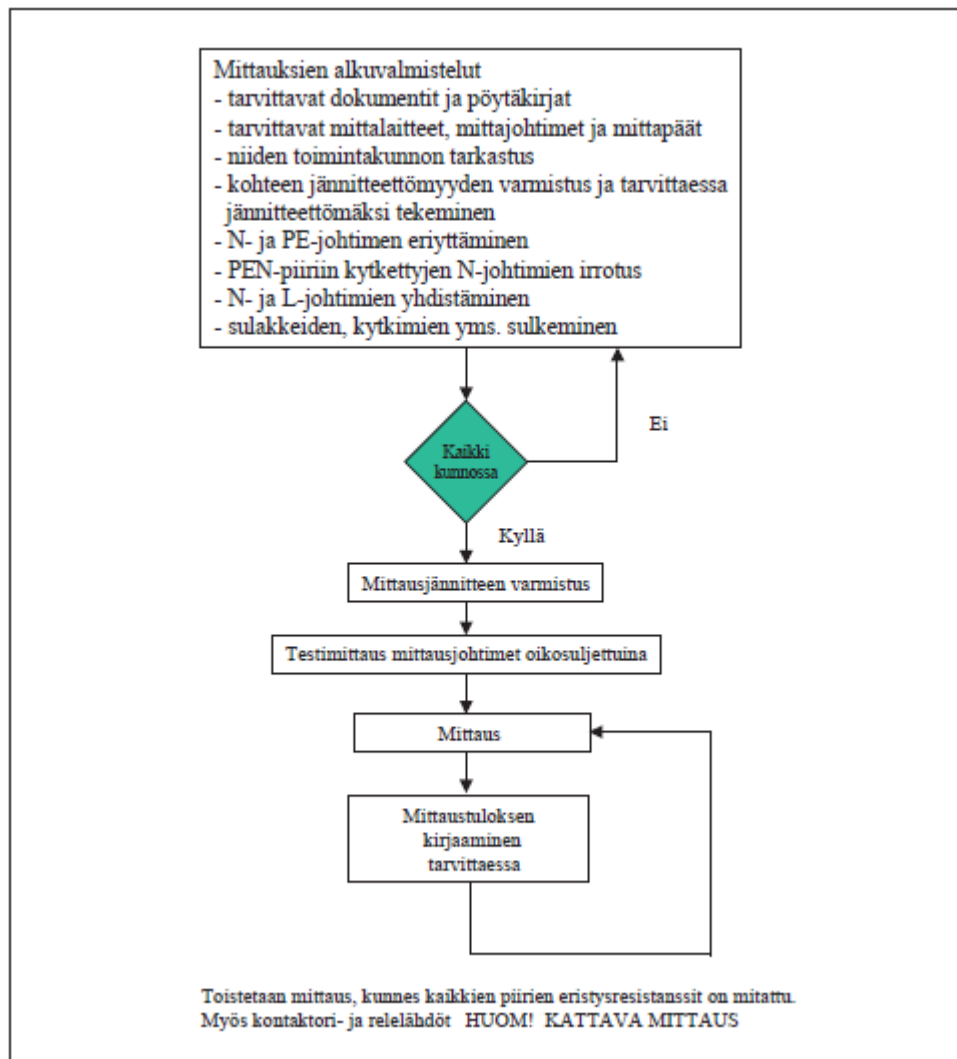 Mittauksien alkuvalmistelut
- tarvittavat dokumentit ja pöytäkirjat
- tarvittavat mittalaitteet, mittajohtimet ja mittapäät
- niiden toimintakunnon tarkastus
- kohteen jännitteettömyyden varmistus ja tarvittaessa
jännitteettömäksi tekeminen
- N- ja PE-johtimen eriyttäminen
- PEN-piiriin kytkettyjen N-johtimien irrotus
- N- ja L-johtimien yhdistäminen
- sulakkeiden, kytkimien yms. sulkeminen
Ei
Kaikki
kunnossa
Kyllä
Mittausjännitteen varmistus
Testimittaus mittausjohtimet oikosuljettuina
Mittaus
Mittaustuloksen
kirjaaminen
tarvittaessa
Toistetaan mittaus, kunnes kaikkien piirien eristysresistanssit on mitattu.
Myös kontaktori- ja relelähdöt HUOM! KATTAVA MITTAUS